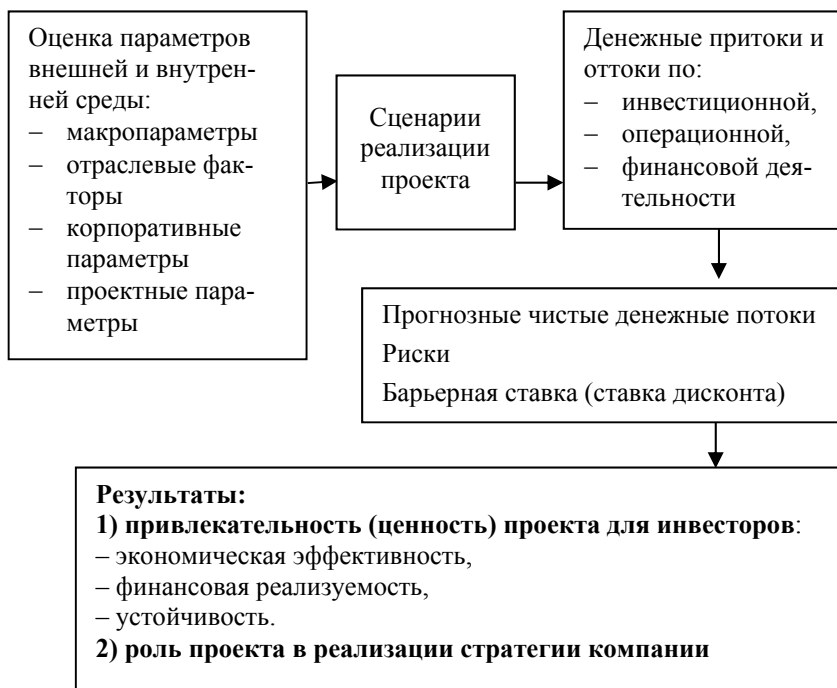 Оценка параметров
внешней и внутрен-
ней среды:
– макропараметры
– отраслевые фак-
торы
– корпоративные
параметры
– проектные пара-
метры
Сценарии
реализации
проекта
Денежные притоки и
оттоки по:
– инвестиционной,
– операционной,
– финансовой дея-
тельности
Прогнозные чистые денежные потоки
Риски
Барьерная ставка (ставка дисконта)
Результаты:
1) привлекательность (ценность) проекта для инвесторов:
– экономическая эффективность,
– финансовая реализуемость,
– устойчивость.
2) роль проекта в реализации стратегии компании